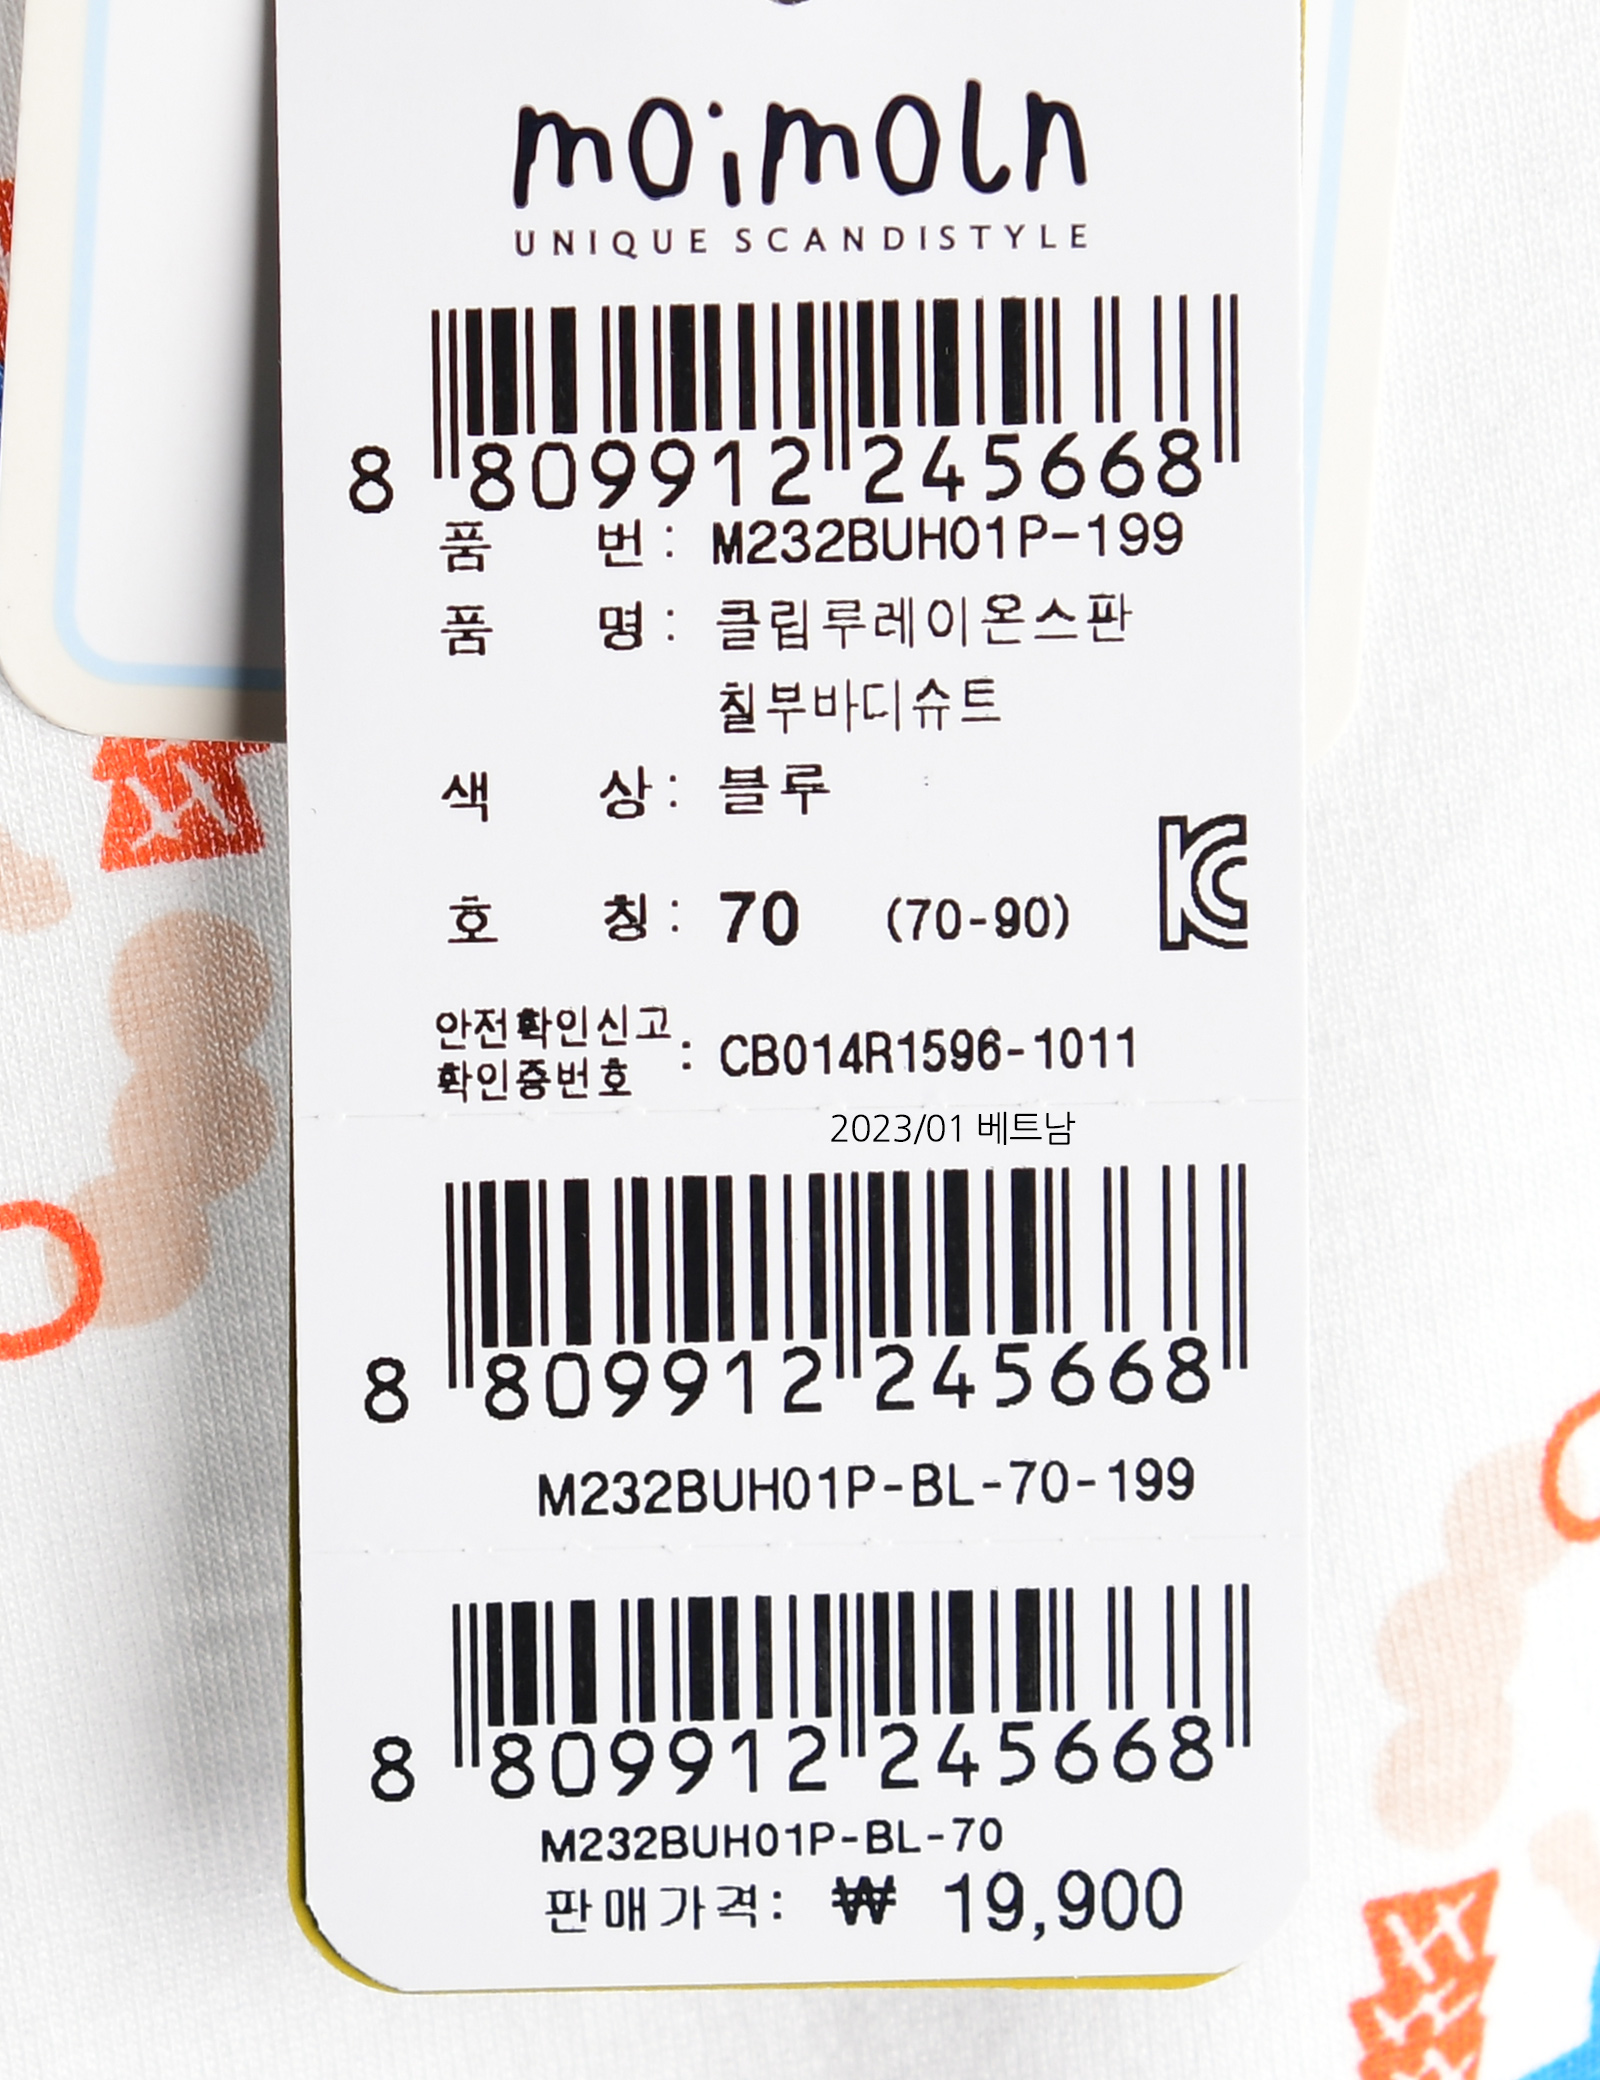 moimoln
UNIQUE SCANDISTYLE
8 809912 245668
품 번 : M232BUH01P-199
품 명 : 클립루레이온스판
칠부바디슈트
색 상 : 블루
호 칭 : 70 (70-90)
안전확인신고
확인증번호 : CB014R1596-1011
2023/01 베트남
8 809912 245668
M232BUH01P-BL-70-199
8 809912 245668
M232BUH01P-BL-70
판매가격: ₩ 19,900